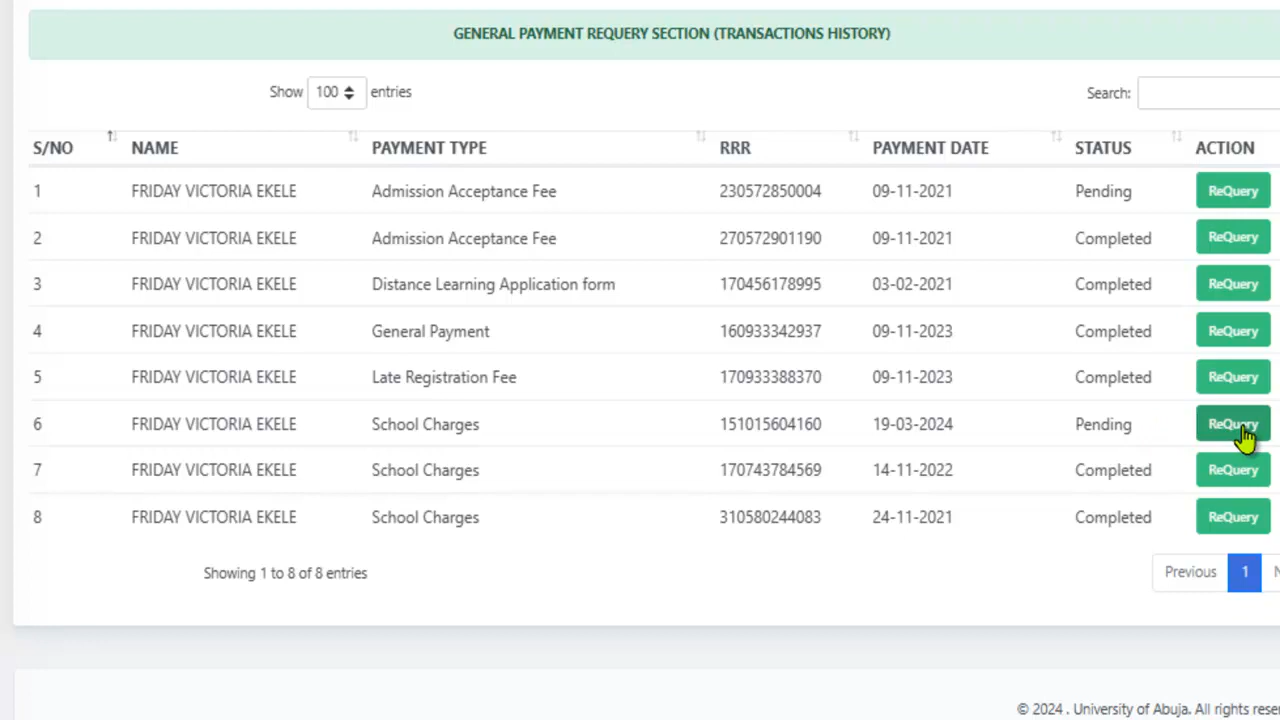 GENERAL PAYMENT REQUERY SECTION (TRANSACTIONS HISTORY)
Show 100 entries Search:
S/NO NAME PAYMENT TYPE RRR PAYMENT DATE STATUS ACTION
1 FRIDAY VICTORIA EKELE Admission Acceptance Fee 230572850004 09-11-2021 Pending ReQuery
2 FRIDAY VICTORIA EKELE Admission Acceptance Fee 270572901190 09-11-2021 Completed ReQuery
3 FRIDAY VICTORIA EKELE Distance Learning Application form 170456178995 03-02-2021 Completed ReQuery
4 FRIDAY VICTORIA EKELE General Payment 160933342937 09-11-2023 Completed ReQuery
5 FRIDAY VICTORIA EKELE Late Registration Fee 170933388370 09-11-2023 Completed ReQuery
6 FRIDAY VICTORIA EKELE School Charges 151015604160 19-03-2024 Pending ReQuery
7 FRIDAY VICTORIA EKELE School Charges 170743784569 14-11-2022 Completed ReQuery
8 FRIDAY VICTORIA EKELE School Charges 310580244083 24-11-2021 Completed ReQuery
Showing 1 to 8 of 8 entries Previous 1
© 2024 . University of Abuja. All rights